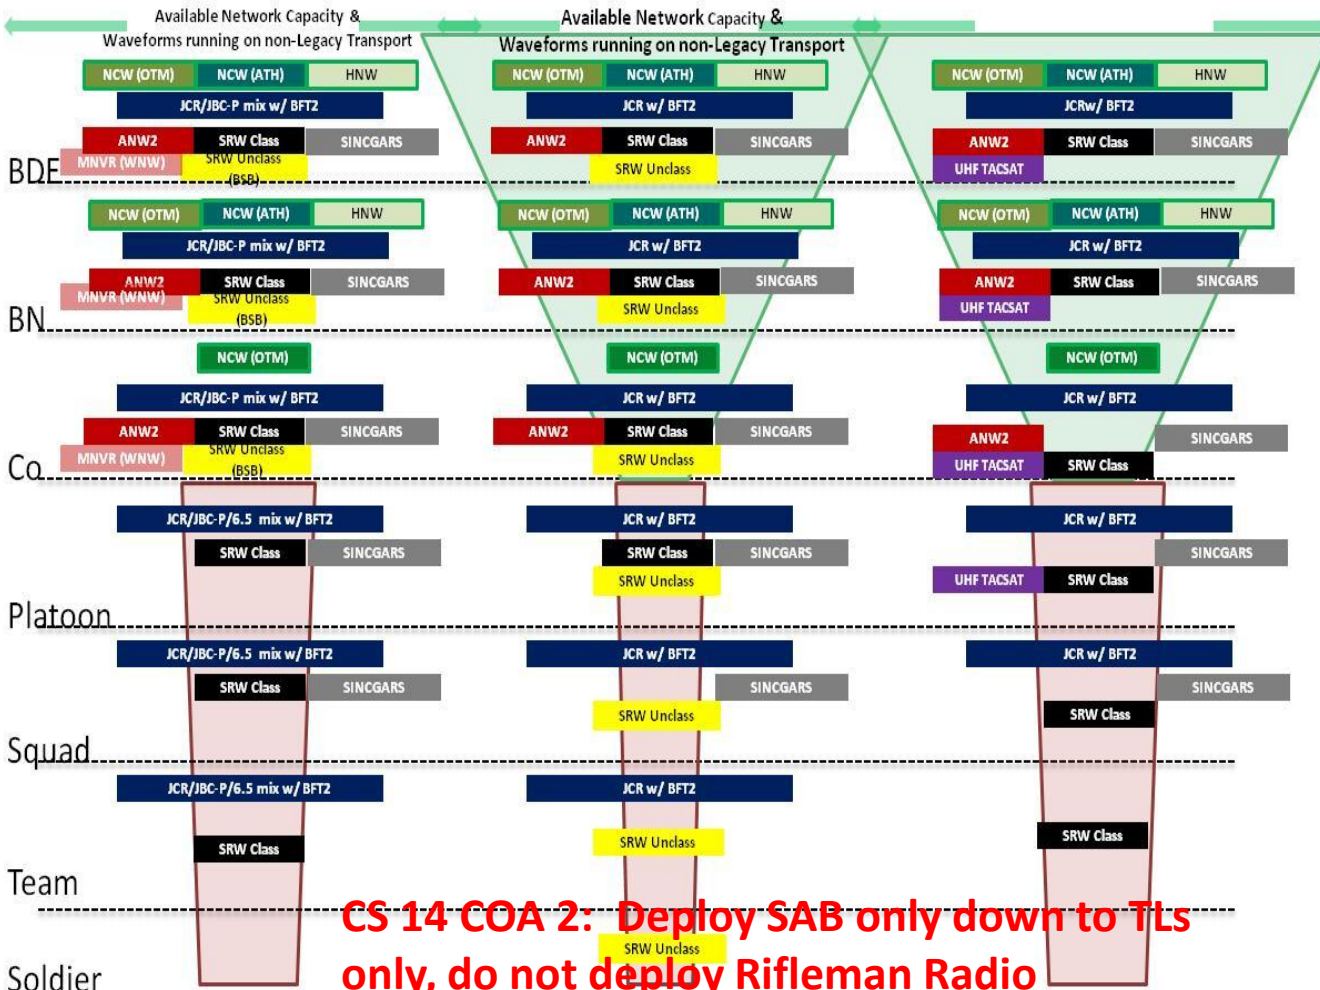 Available Network Capacity &
Waveforms running on non-Legacy Transport
Available Network Capacity &
Waveforms running on non-Legacy Transport
NCW (OTM) NCW (ATH) HNW
NCW (OTM) NCW (ATH) HNW
NCW (OTM) NCW (ATH) HNW
JCR/JBC-P mix w/ BFT2
JCR w/ BFT2
JCRw/ BFT2
ANW2 SRW Class SINCGARS
ANW2 SRW Class SINCGARS
ANW2 SRW Class SINCGARS
BDE
MNVR (WNW)
SRW Unclass
(BSB)
SRW Unclass
UHF TACSAT
NCW (OTM) NCW (ATH) HNW
NCW (OTM) NCW (ATH) HNW
NCW (OTM) NCW (ATH) HNW
JCR/JBC-P mix w/ BFT2
JCR w/ BFT2
JCR w/ BFT2
ANW2 SRW Class SINCGARS
ANW2 SRW Class SINCGARS
ANW2 SRW Class SINCGARS
BN
MNVR (WNW)
SRW Unclass
(BSB)
SRW Unclass
UHF TACSAT
NCW (OTM)
NCW (OTM)
NCW (OTM)
JCR/JBC-P mix w/ BFT2
JCR w/ BFT2
JCR w/ BFT2
ANW2 SRW Class SINCGARS
ANW2 SRW Class SINCGARS
ANW2 SINCGARS
Co
MNVR (WNW)
SRW Unclass
(BSB)
SRW Unclass
UHF TACSAT SRW Class
JCR/JBC-P/6.5 mix w/ BFT2
JCR w/ BFT2
JCR w/ BFT2
SRW Class SINCGARS
SRW Class SINCGARS
SINCGARS
SRW Unclass
UHF TACSAT SRW Class
Platoon
JCR/JBC-P/6.5 mix w/ BFT2
JCR w/ BFT2
JCR w/ BFT2
SRW Class SINCGARS
SINCGARS
SINCGARS
SRW Unclass
SRW Class
Squad
JCR/JBC-P/6.5 mix w/ BFT2
JCR w/ BFT2
SRW Class
SRW Unclass
SRW Class
Team
CS 14 COA 2: Deploy SAB only down to TLs
only, do not deploy Rifleman Radio
SRW Unclass
Soldier